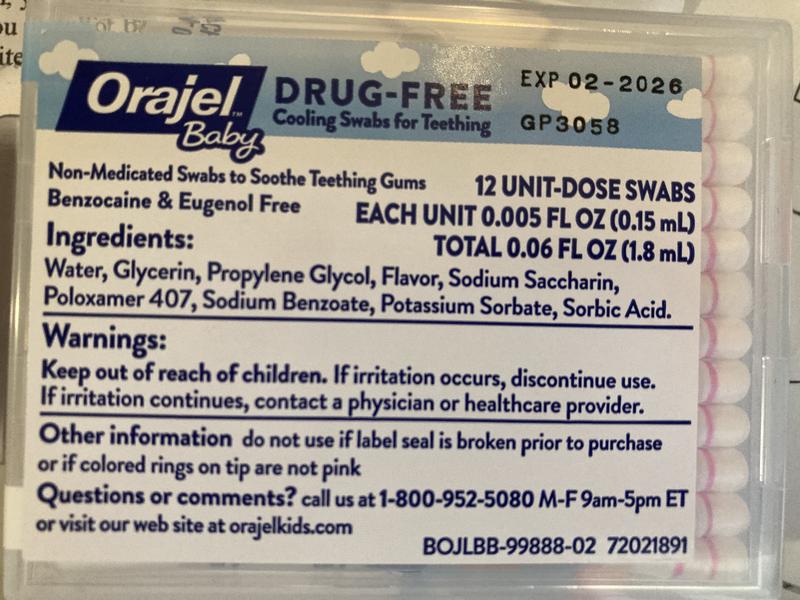 Orajel™
Baby
DRUG-FREE
Cooling Swabs for Teething
EXP 02-2026
GP3058
Non-Medicated Swabs to Soothe Teething Gums
Benzocaine & Eugenol Free
12 UNIT-DOSE SWABS
EACH UNIT 0.005 FL OZ (0.15 mL)
TOTAL 0.06 FL OZ (1.8 mL)
Ingredients:
Water, Glycerin, Propylene Glycol, Flavor, Sodium Saccharin,
Poloxamer 407, Sodium Benzoate, Potassium Sorbate, Sorbic Acid.
Warnings:
Keep out of reach of children. If irritation occurs, discontinue use.
If irritation continues, contact a physician or healthcare provider.
Other information do not use if label seal is broken prior to purchase
or if colored rings on tip are not pink
Questions or comments? call us at 1-800-952-5080 M-F 9am-5pm ET
or visit our web site at orajelkids.com
BOJLBB-99888-02 72021891